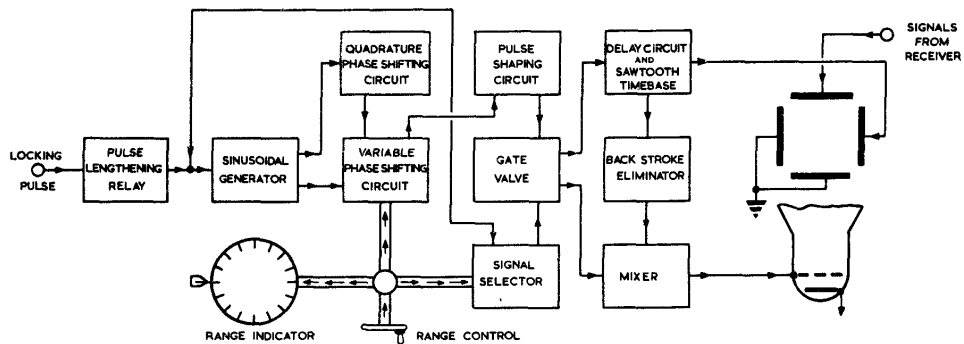 LOCKING
PULSE
PULSE
LENGTHENING
RELAY
SINUSOIDAL
GENERATOR
QUADRATURE
PHASE SHIFTING
CIRCUIT
VARIABLE
PHASE SHIFTING
CIRCUIT
PULSE
SHAPING
CIRCUIT
GATE
VALVE
SIGNAL
SELECTOR
DELAY CIRCUIT
AND
SAWTOOTH
TIMEBASE
BACK STROKE
ELIMINATOR
MIXER
SIGNALS
FROM
RECEIVER
RANGE INDICATOR
RANGE CONTROL